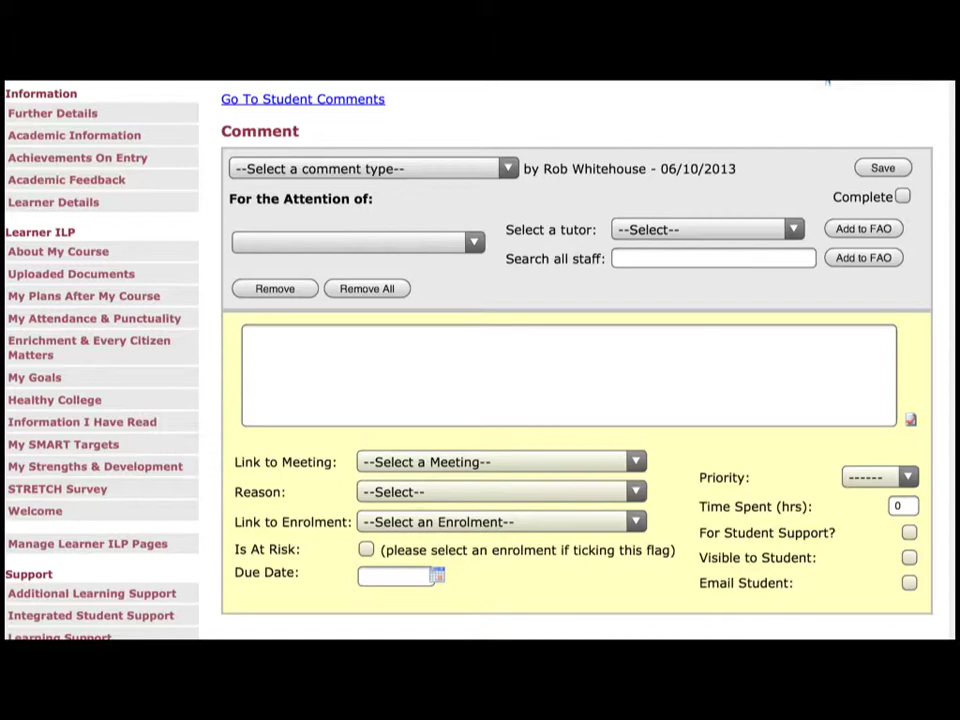 Information
Further Details
Academic Information
Achievements On Entry
Academic Feedback
Learner Details
Learner ILP
About My Course
Uploaded Documents
My Plans After My Course
My Attendance & Punctuality
Enrichment & Every Citizen
Matters
My Goals
Healthy College
Information I Have Read
My SMART Targets
My Strengths & Development
STRETCH Survey
Welcome
Manage Learner ILP Pages
Support
Additional Learning Support
Integrated Student Support
Learning Support
Go To Student Comments
Comment
--Select a comment type-- by Rob Whitehouse - 06/10/2013 Save
Complete
For the Attention of:
Select a tutor: --Select-- Add to FAO
Search all staff: Add to FAO
Remove Remove All
Link to Meeting: --Select a Meeting--
Reason: --Select--
Link to Enrolment: --Select an Enrolment--
Is At Risk: (please select an enrolment if ticking this flag)
Due Date:
Priority: ------
Time Spent (hrs): 0
For Student Support?
Visible to Student:
Email Student: